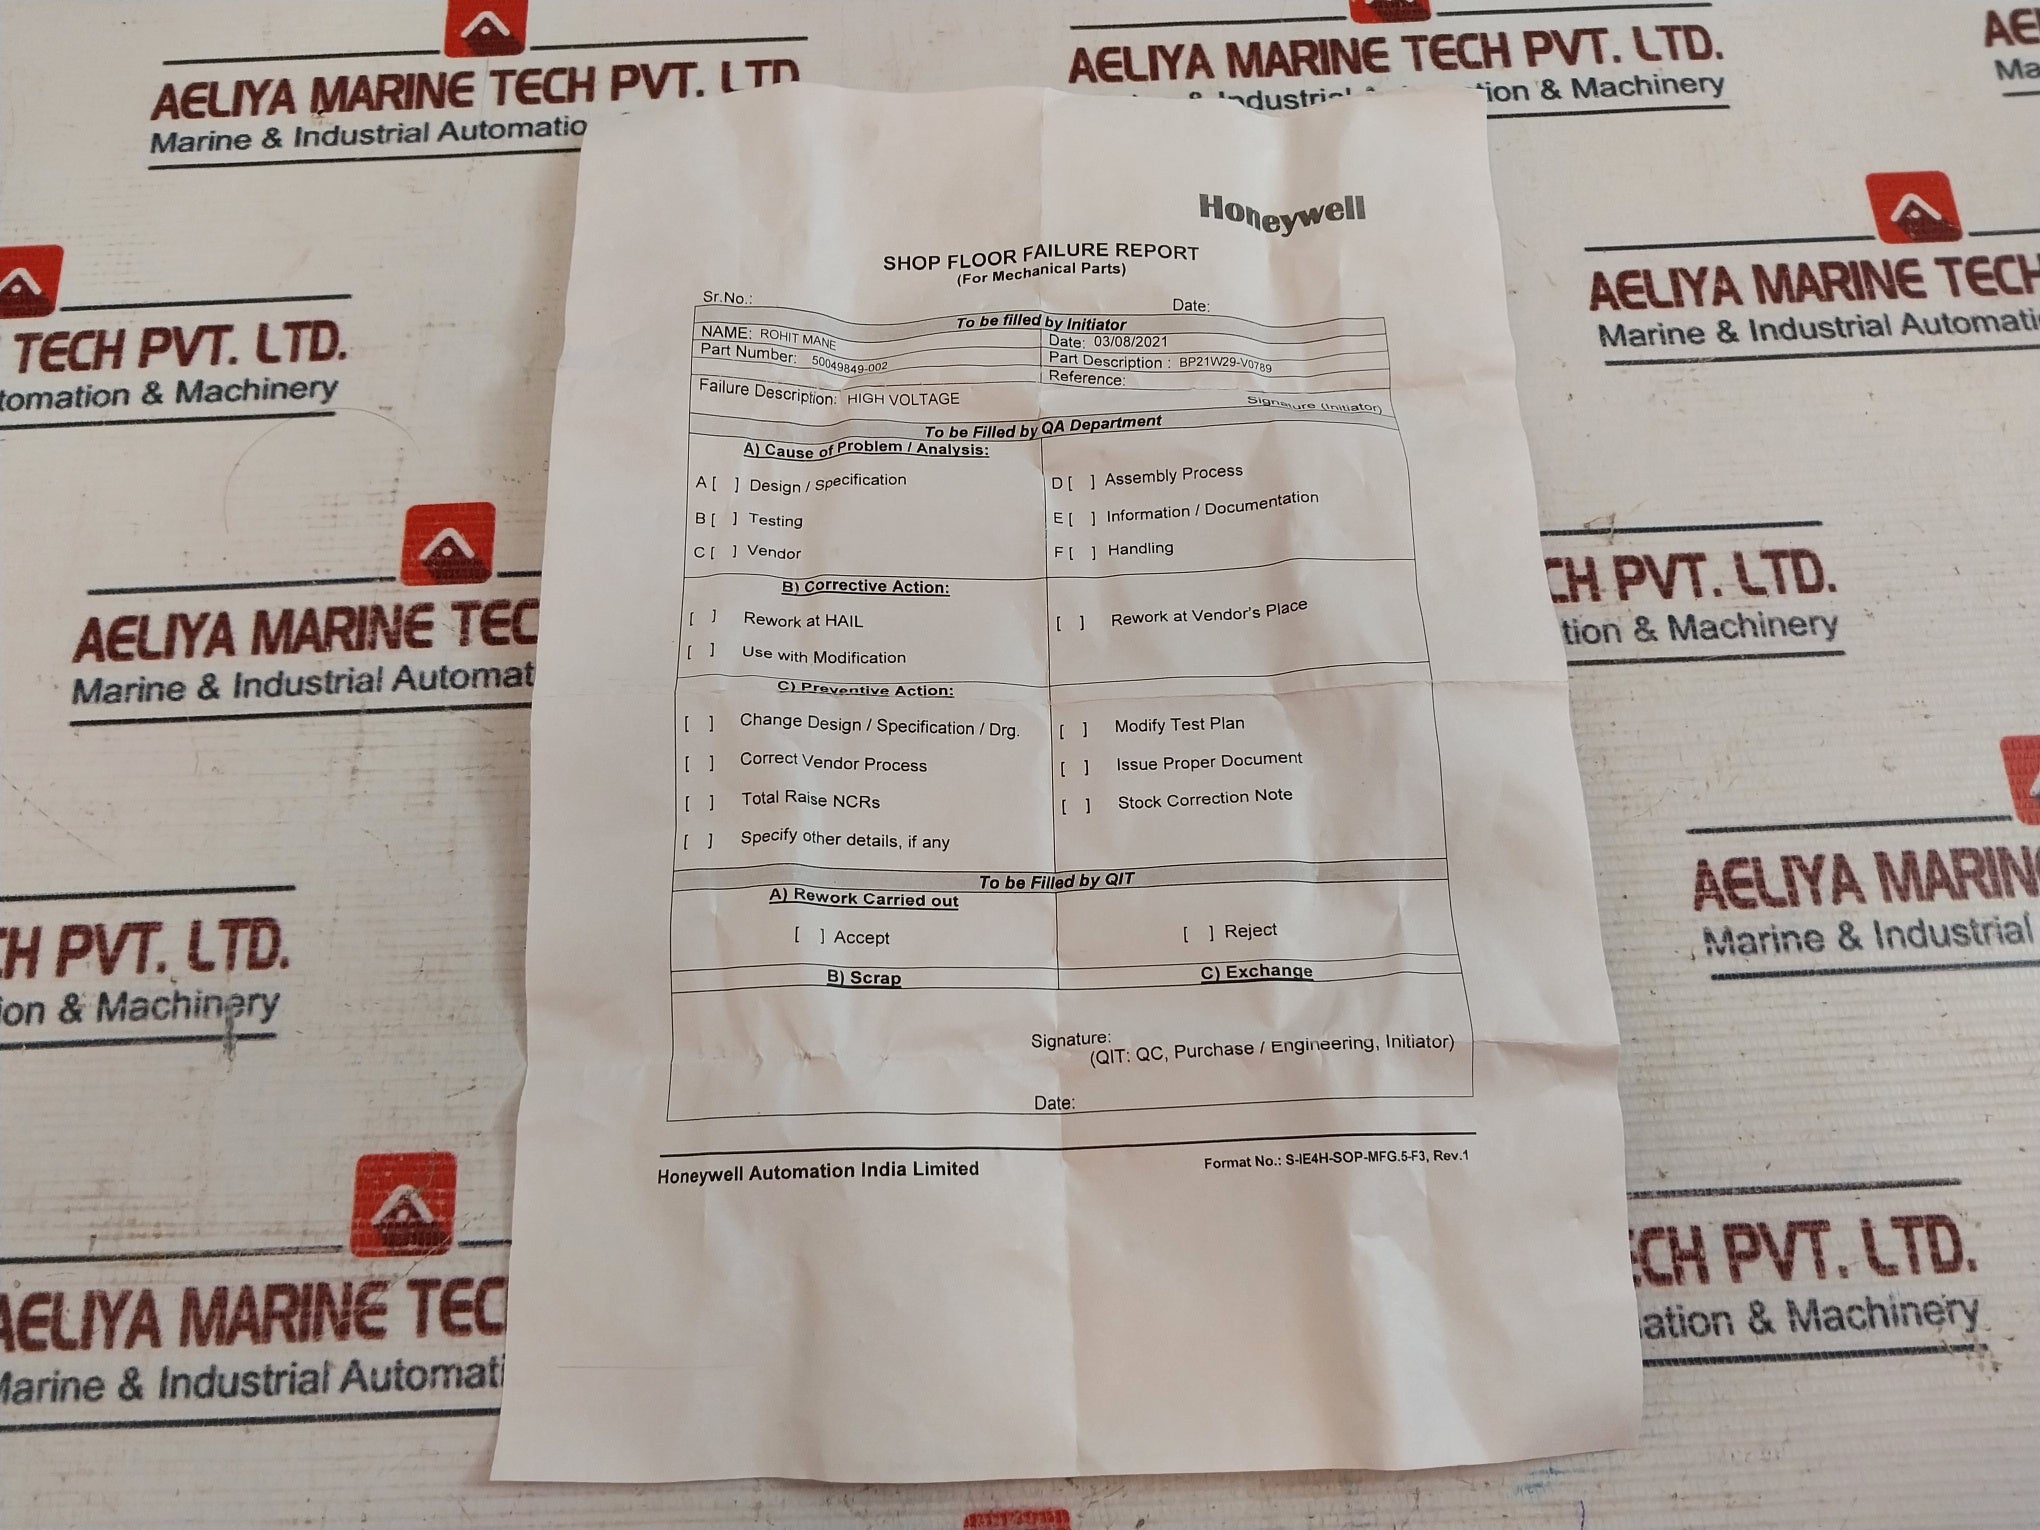 AELIYA MARINE TECH PVT. LTD
Marine & Industrial Automatio
AELIYA MARINE TECH PVT. LTD.
& Industrial
tion & Machinery
AE
Ma
TECH PVT. LTD.
tomation & Machinery
AELIYA MARINE TECH
Marine & Industrial Automati
AELIYA MARINE TEC
Marine & Industrial Automat
CH PVT. LTD.
tion & Machinery
CH PVT. LTD.
ion & Machinery
AELIYA MARIN
Marine & Industrial
AELIYA MARINE TEC
Marine & Industrial Automati
ECH PVT. LTD.
ation & Machinery
Honeywell
SHOP FLOOR FAILURE REPORT
(For Mechanical Parts)
Sr.No.: Date:
To be filled by Initiator
NAME: ROHIT MANE Date: 03/08/2021
Part Number: 50049849-002 Part Description : BP21W29-V0789
Reference:
Failure Description: HIGH VOLTAGE
Signature (Initiator)
To be Filled by QA Department
A) Cause of Problem / Analysis:
A [ ] Design / Specification D [ ] Assembly Process
B [ ] Testing E [ ] Information / Documentation
C [ ] Vendor F [ ] Handling
B) Corrective Action:
[ ] Rework at HAIL [ ] Rework at Vendor's Place
[ ] Use with Modification
C) Preventive Action:
[ ] Change Design / Specification / Drg. [ ] Modify Test Plan
[ ] Correct Vendor Process [ ] Issue Proper Document
[ ] Total Raise NCRs [ ] Stock Correction Note
[ ] Specify other details, if any
To be Filled by QIT
A) Rework Carried out
[ ] Accept [ ] Reject
B) Scrap C) Exchange
Signature:
(QIT: QC, Purchase / Engineering, Initiator)
Date:
Honeywell Automation India Limited Format No.: S-IE4H-SOP-MFG.5-F3, Rev.1